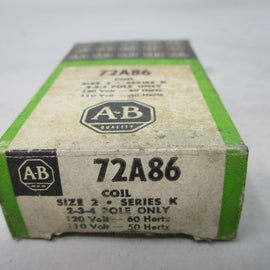 72A86
COIL
SIZE 2 • SERIES K
2-3-4 POLE ONLY
120 Volt — 60 Hertz
110 Volt — 50 Hertz
A-B
QUALITY
A-B
72A86
COIL
SIZE 2 • SERIES K
2-3-4 POLE ONLY
120 Volt — 60 Hertz
110 Volt — 50 Hertz